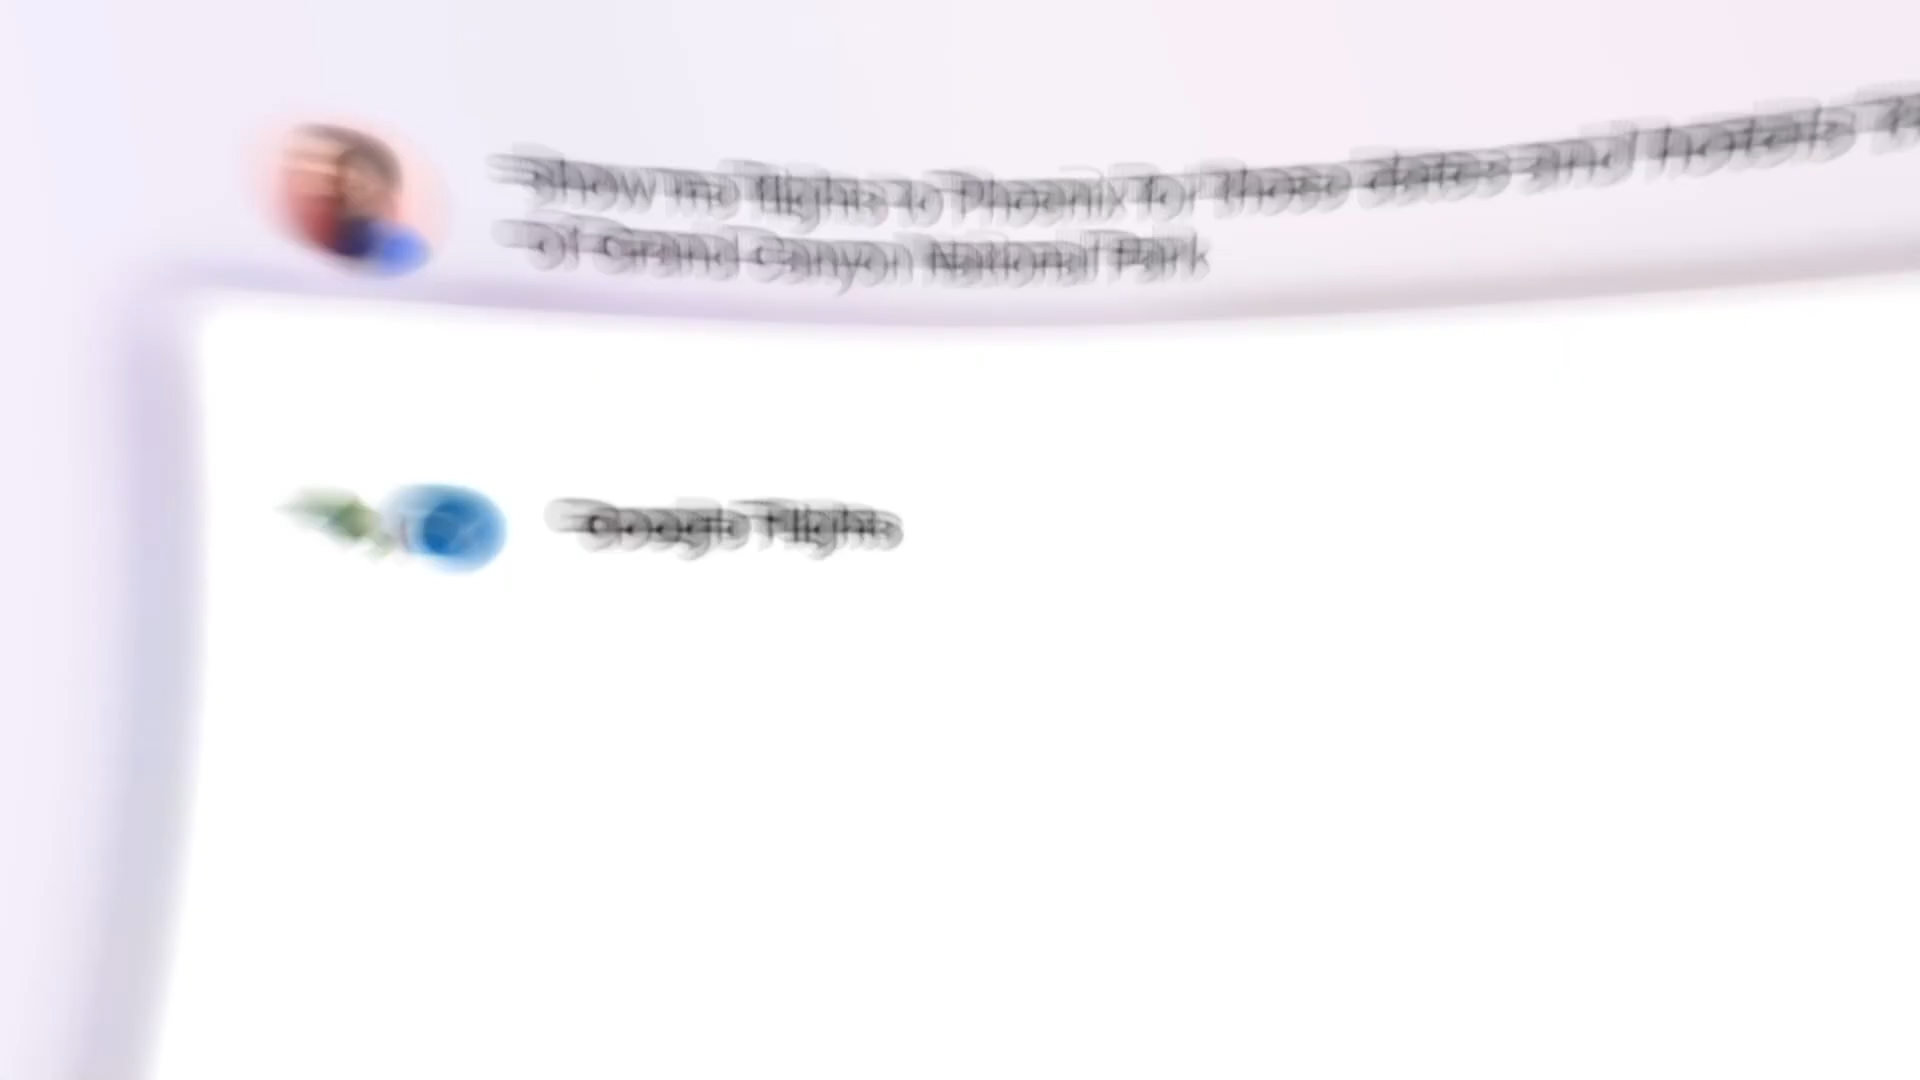 Show me flights to Phoenix for those dates and hotels
of Grand Canyon National Park
Google Flights